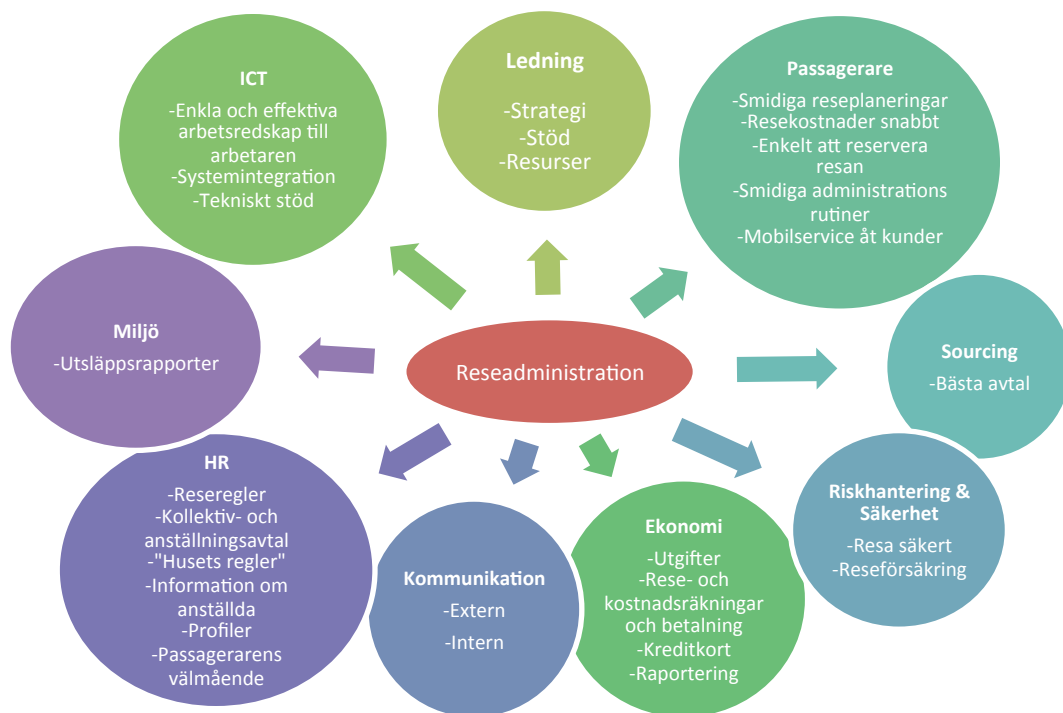 ICT
-Enkla och effektiva
arbetsredskap till
arbetaren
-Systemintegration
-Tekniskt stöd
Ledning
-Strategi
-Stöd
-Resurser
Passagerare
-Smidiga reseplaneringar
-Resekostnader snabbt
-Enkelt att reservera
resan
-Smidiga administrations
rutiner
-Mobilservice åt kunder
Miljö
-Utsläppsrapporter
Reseadministration
Sourcing
-Bästa avtal
HR
-Reseregler
-Kollektiv- och
anställningsavtal
-"Husets regler"
-Information om
anställda
-Profiler
-Passagerarens
välmående
Kommunikation
-Extern
-Intern
Ekonomi
-Utgifter
-Rese- och
kostnadsräkningar
och betalning
-Kreditkort
-Raportering
Riskhantering &
Säkerhet
-Resa säkert
-Reseförsäkring